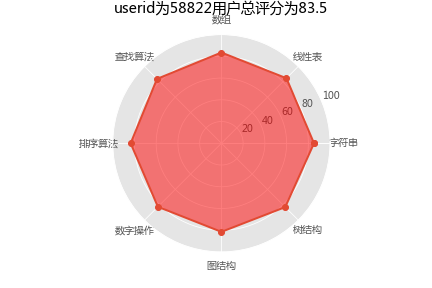 userid为58822用户总评分为83.5
数组
查找算法
线性表
100
80
60
40
20
排序算法
字符串
数字操作
树结构
图结构